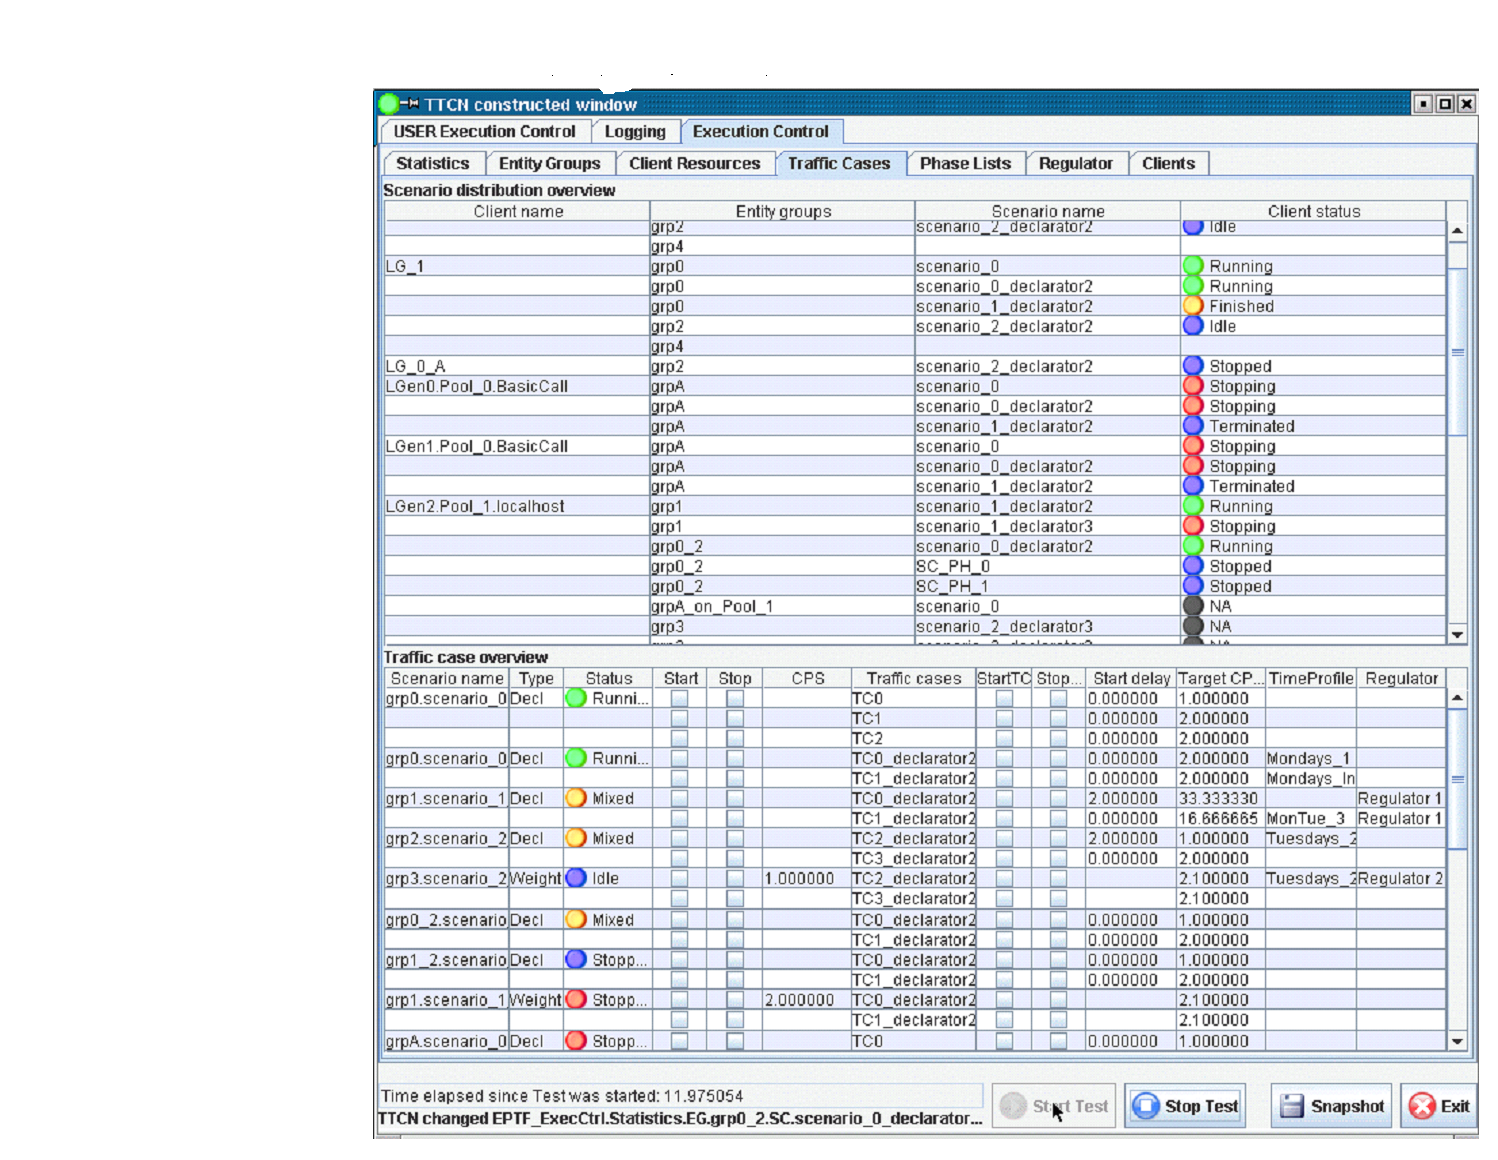 TTCN constructed window
USER Execution Control Logging Execution Control
Statistics Entity Groups Client Resources Traffic Cases Phase Lists Regulator Clients
Scenario distribution overview
Client name Entity groups Scenario name Client status
grp2 scenario_2_declarator2 Idle
grp4
LG_1 grp0 scenario_0 Running
grp0 scenario_0_declarator2 Running
grp0 scenario_1_declarator2 Finished
grp2 scenario_2_declarator2 Idle
grp4
LG_0_A grp2 scenario_2_declarator2 Stopped
LGen0.Pool_0.BasicCall grpA scenario_0 Stopping
grpA scenario_0_declarator2 Stopping
grpA scenario_1_declarator2 Terminated
LGen1.Pool_0.BasicCall grpA scenario_0 Stopping
grpA scenario_0_declarator2 Stopping
grpA scenario_1_declarator2 Terminated
LGen2.Pool_1.localhost grp1 scenario_1_declarator2 Running
grp1 scenario_1_declarator3 Stopping
grp0_2 scenario_0_declarator2 Running
grp0_2 SC_PH_0 Stopped
grp0_2 SC_PH_1 Stopped
grpA_on_Pool_1 scenario_0 NA
grp3 scenario_2_declarator3 NA
Traffic case overview
Scenario name Type Status Start Stop CPS Traffic cases StartTC Stop... Start delay Target CP... TimeProfile Regulator
grp0.scenario_0 Decl Runni... TC0 0.000000 1.000000
TC1 0.000000 2.000000
TC2 0.000000 2.000000
grp0.scenario_0 Decl Runni... TC0_declarator2 0.000000 2.000000 Mondays_1
TC1_declarator2 0.000000 2.000000 Mondays_In
grp1.scenario_1 Decl Mixed TC0_declarator2 2.000000 33.333330 Regulator 1
TC1_declarator2 0.000000 16.666665 MonTue_3 Regulator 1
grp2.scenario_2 Decl Mixed TC2_declarator2 2.000000 1.000000 Tuesdays_2
TC3_declarator2 0.000000 2.000000
grp3.scenario_2 Weight Idle 1.000000 TC2_declarator2 2.100000 Tuesdays_2 Regulator 2
TC3_declarator2 2.100000
grp0_2.scenario Decl Mixed TC0_declarator2 0.000000 1.000000
TC1_declarator2 0.000000 2.000000
grp1_2.scenario Decl Stopp... TC0_declarator2 0.000000 1.000000
TC1_declarator2 0.000000 2.000000
grp1.scenario_1 Weight Stopp... 2.000000 TC0_declarator2 2.100000
TC1_declarator2 2.100000
grpA.scenario_0 Decl Stopp... TC0 0.000000 1.000000
Time elapsed since Test was started: 11.975054
TTCN changed EPTF_ExecCtrl.Statistics.EG.grp0_2.SC.scenario_0_declarator...
Start Test Stop Test Snapshot Exit